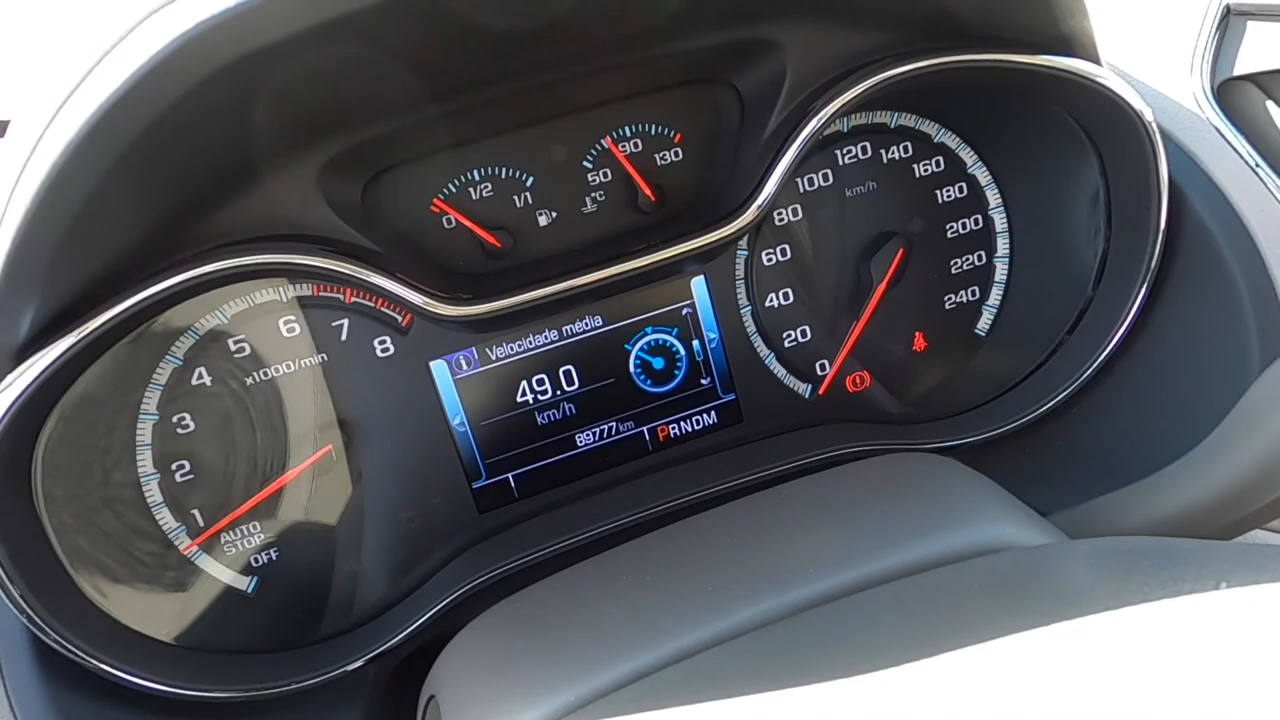 0 1/2 1/1
50 90 130
°C
1 2 3 4 5 6 7 8
x1000/min
AUTO
STOP
OFF
Velocidade média
49.0
km/h
89777 km
PRNDM
0 20 40 60 80 100 120 140 160 180 200 220 240
km/h